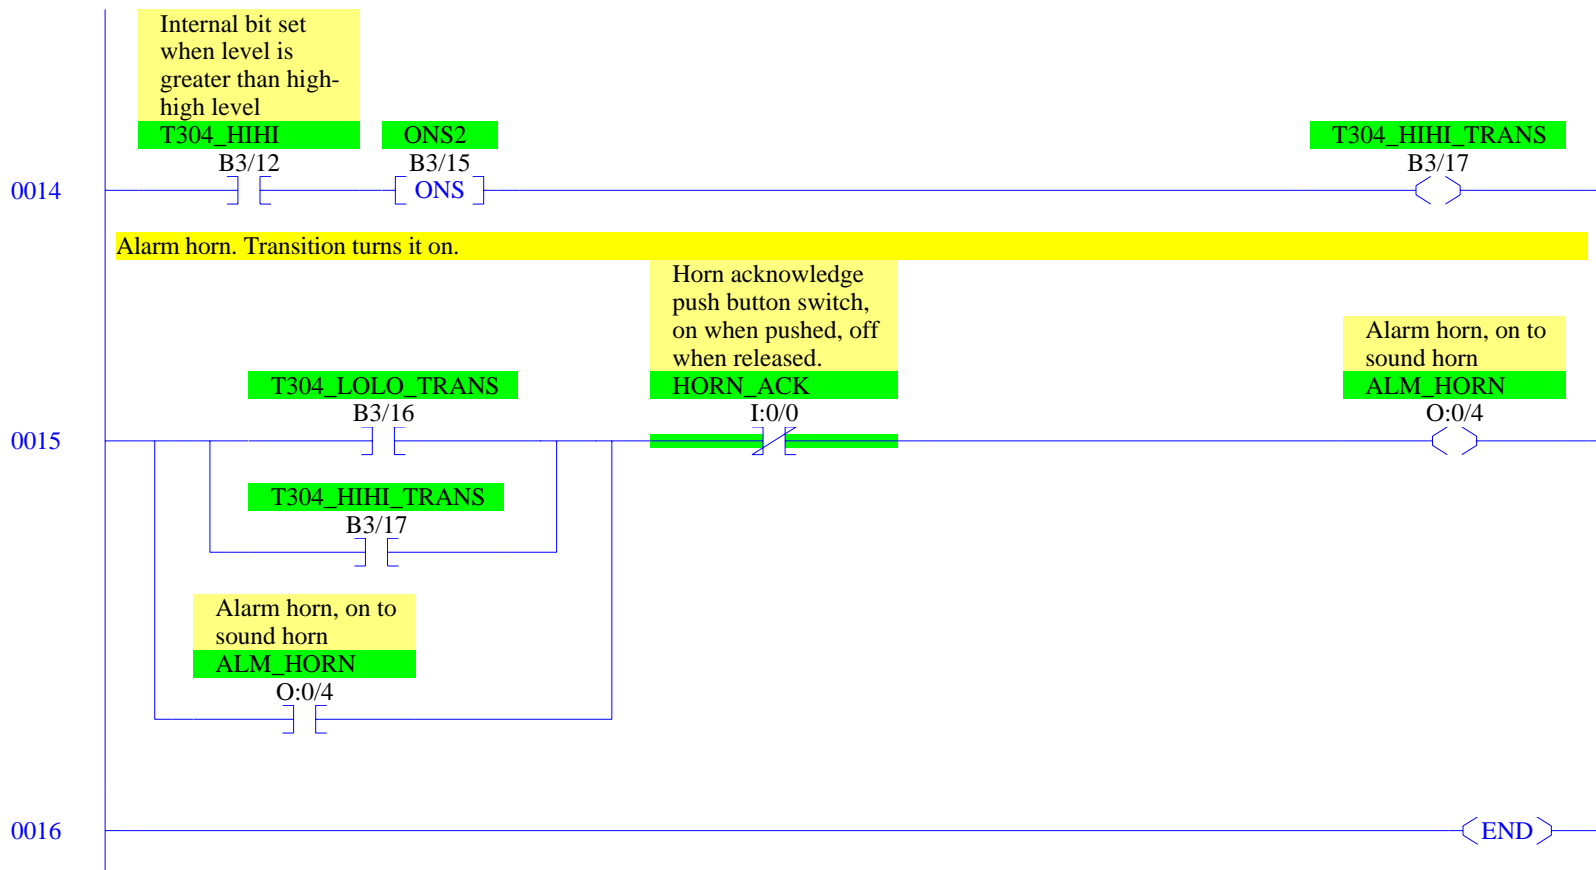 Internal bit set
when level is
greater than high-
high level
T304_HIHI
B3/12
ONS2
B3/15
T304_HIHI_TRANS
B3/17
0014
ONS
Alarm horn. Transition turns it on.
Horn acknowledge
push button switch,
on when pushed, off
when released.
HORN_ACK
I:0/0
Alarm horn, on to
sound horn
ALM_HORN
O:0/4
T304_LOLO_TRANS
B3/16
0015
T304_HIHI_TRANS
B3/17
Alarm horn, on to
sound horn
ALM_HORN
O:0/4
0016
END